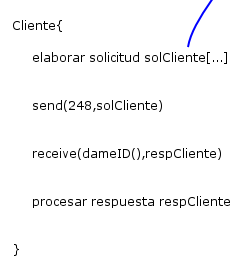 Cliente{
elaborar solicitud solCliente[...]
send(248,solCliente)
receive(dameID(),respCliente)
procesar respuesta respCliente
}